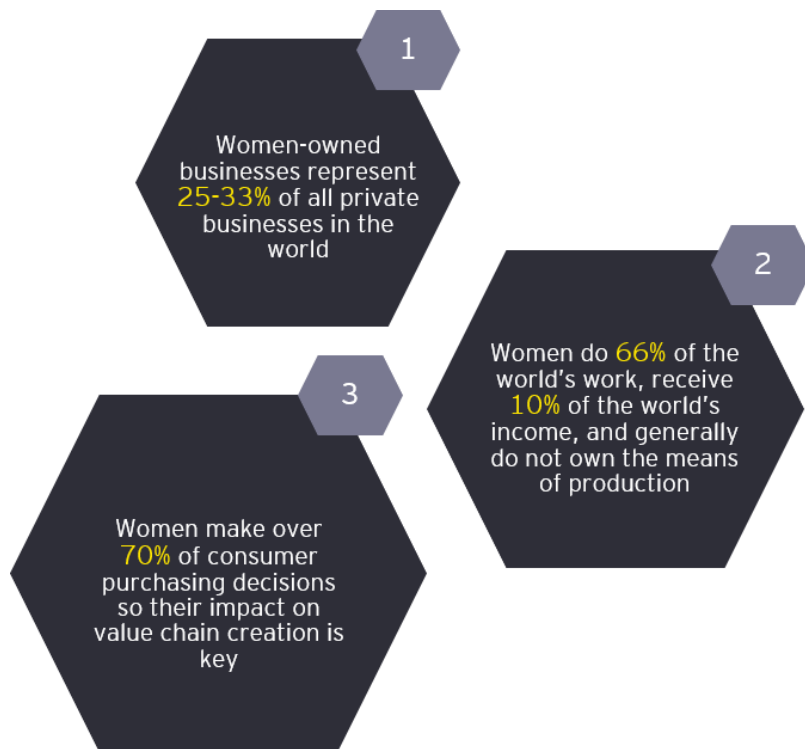 1
Women-owned
businesses represent
25-33% of all private
businesses in the
world
2
Women do 66% of the
world's work, receive
10% of the world's
income, and generally
do not own the means
of production
3
Women make over
70% of consumer
purchasing decisions
so their impact on
value chain creation is
key